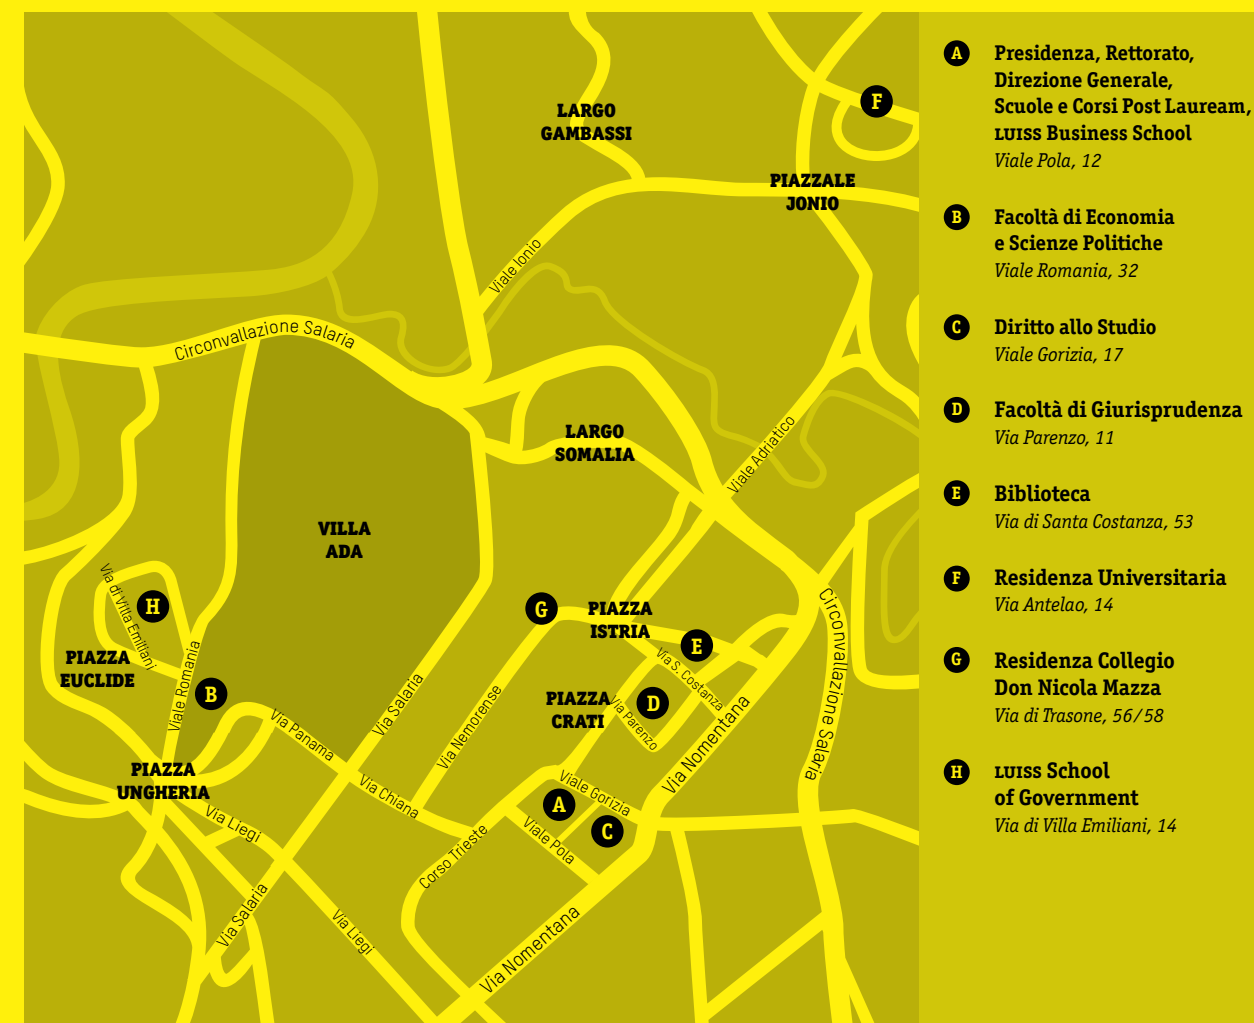 LARGO
GAMBASSI
F
PIAZZALE
JONIO
Viale Ionio
Circonvallazione Salaria
LARGO
SOMALIA
Viale Adriatico
VILLA
ADA
Via di Villa Emiliani
H
G
PIAZZA
ISTRIA
E
Circonvallazione Salaria
PIAZZA
EUCLIDE
Via S. Costanza
B
Viale Romania
Via Salaria
Via Nemorense
PIAZZA
CRATI
D
Via Parenzo
Via Panama
Via Nomentana
PIAZZA
UNGHERIA
Via Chiana
Viale Gorizia
A
C
Via Liegi
Viale Pola
Corso Trieste
Via Salaria
Via Liegi
Via Nomentana
A Presidenza, Rettorato,
Direzione Generale,
Scuole e Corsi Post Lauream,
LUISS Business School
Viale Pola, 12
B Facoltà di Economia
e Scienze Politiche
Viale Romania, 32
C Diritto allo Studio
Viale Gorizia, 17
D Facoltà di Giurisprudenza
Via Parenzo, 11
E Biblioteca
Via di Santa Costanza, 53
F Residenza Universitaria
Via Antelao, 14
G Residenza Collegio
Don Nicola Mazza
Via di Trasone, 56/58
H LUISS School
of Government
Via di Villa Emiliani, 14